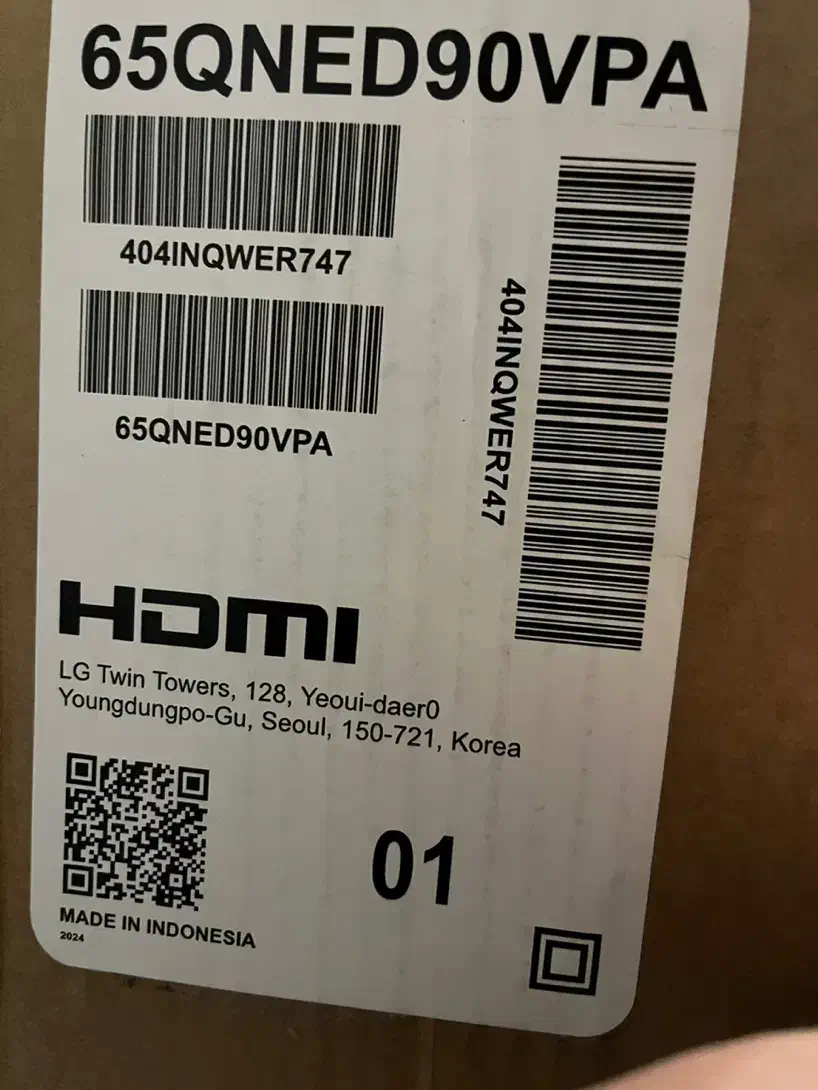 65QNED90VPA
404INQWER747
404INQWER747
65QNED90VPA
HDMI
LG Twin Towers, 128, Yeoui-daer0
Youngdungpo-Gu, Seoul, 150-721, Korea
01
MADE IN INDONESIA
2024